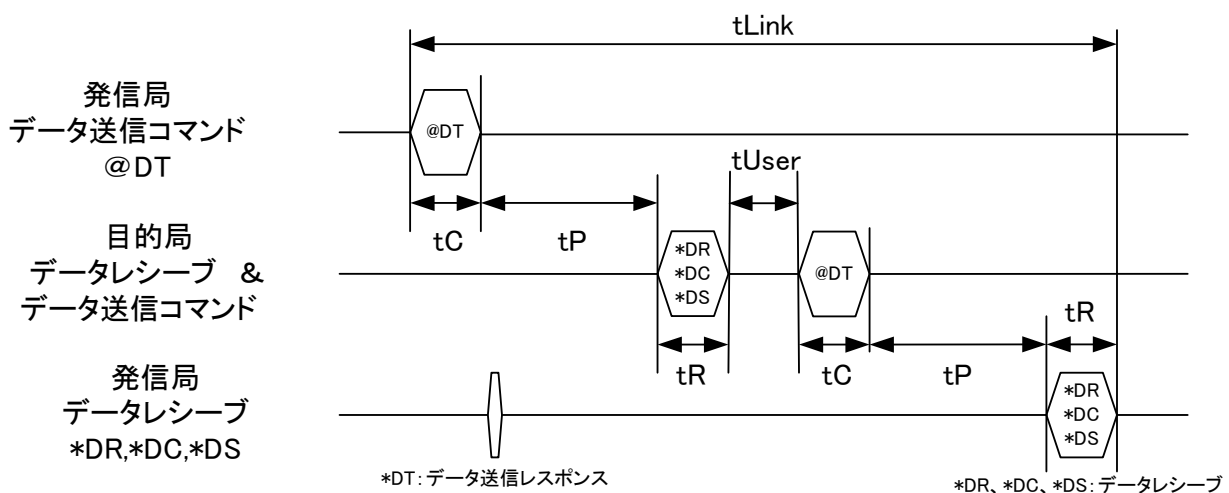 tLink
発信局
データ送信コマンド
@DT
@DT
tUser
tC
tP
目的局
データレシーブ &
データ送信コマンド
*DR
*DC
*DS
@DT
tR
tR
tC
tP
発信局
データレシーブ
*DR,*DC,*DS
*DR
*DC
*DS
*DT:データ送信レスポンス
*DR、*DC、*DS:データレシーブ